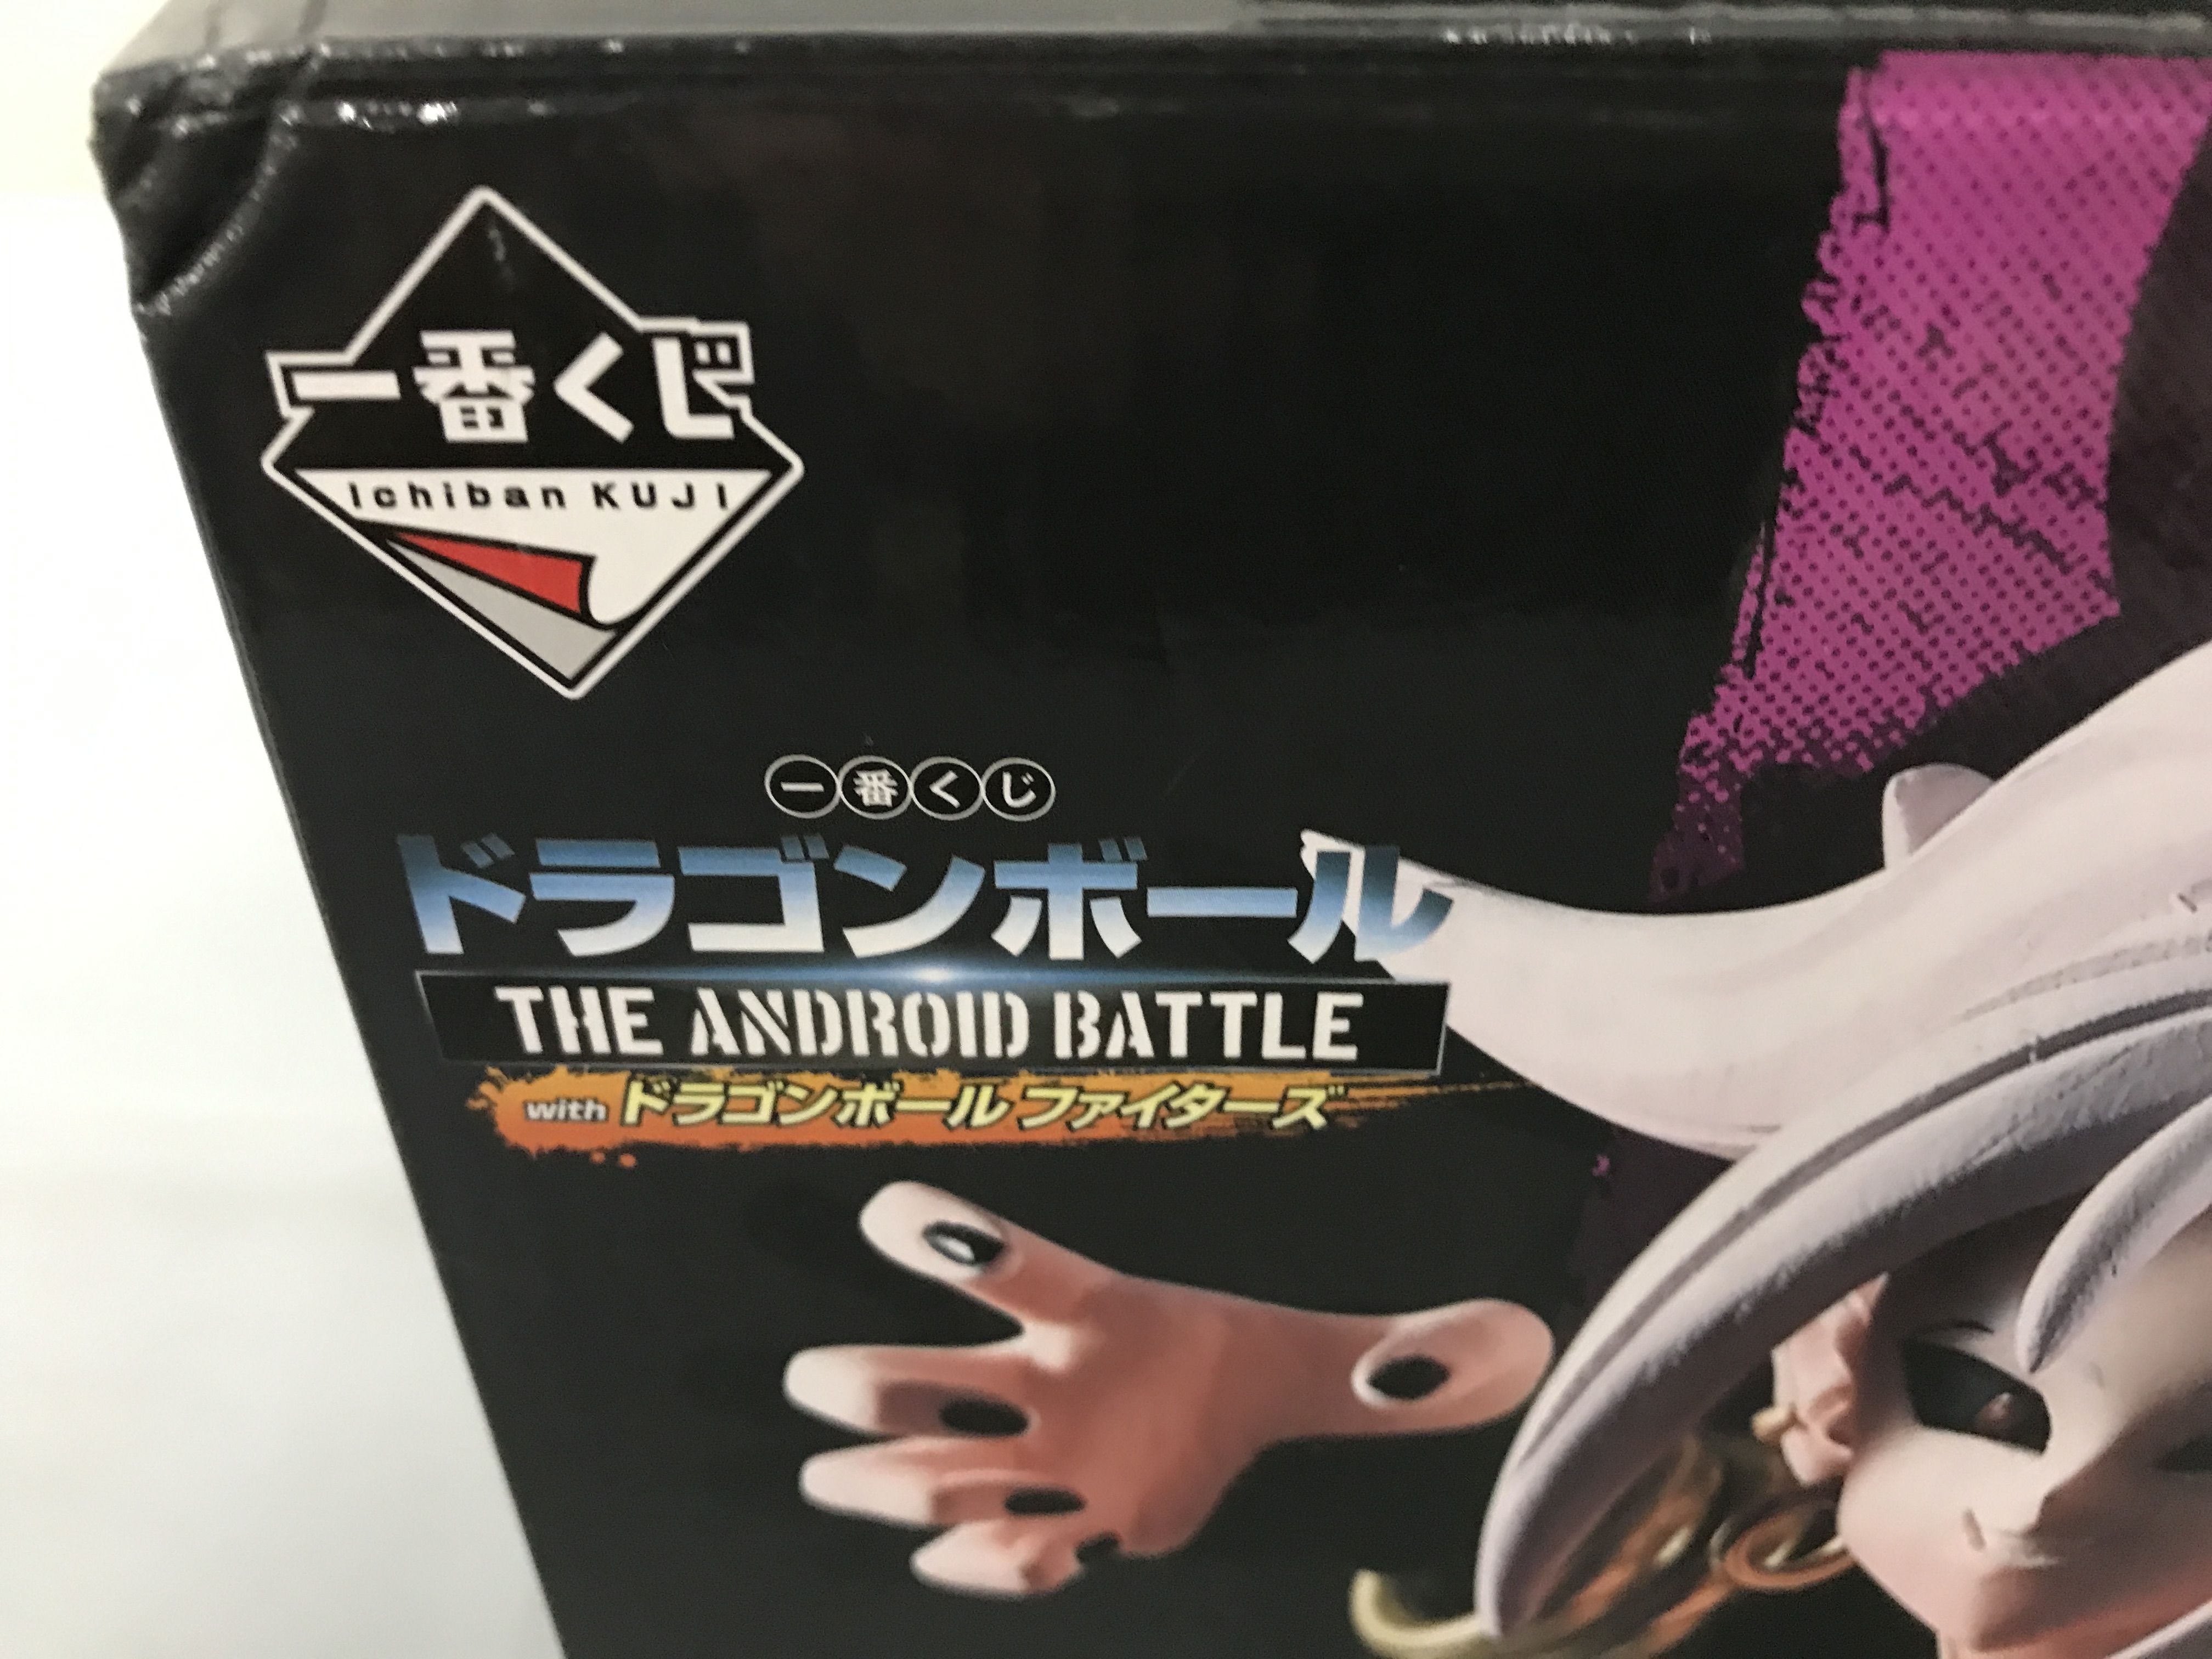 一番くじ
Ichiban KUJI
一番くじ
ドラゴンボール
THE ANDROID BATTLE
with ドラゴンボール ファイターズ